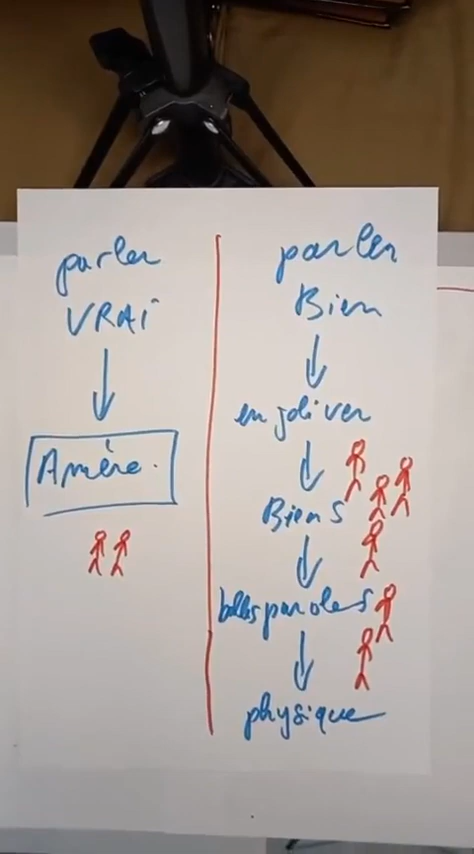 parler
VRAI
Amère.
parler
Bien
enjoliver
Biens
belles paroles
physique